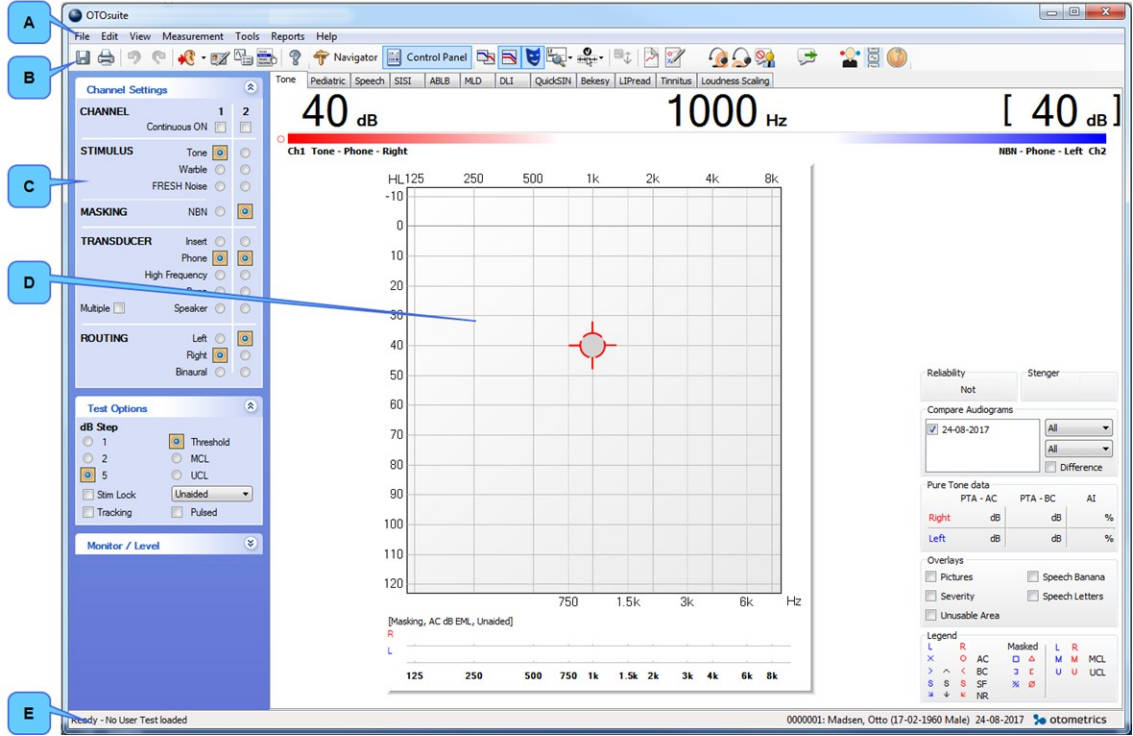 OTOsuite
A
File Edit View Measurement Tools Reports Help
B
Navigator Control Panel
Channel Settings
Tone Pediatric Speech SISI ABLB MLD DLI QuickSIN Bekesy LIPread Tinnitus Loudness Scaling
CHANNEL 1 2
Continuous ON
40 dB 1000 Hz [ 40 dB ]
Ch1 Tone - Phone - Right NBN - Phone - Left Ch2
STIMULUS Tone
Warble
FRESH Noise
C
MASKING NBN
TRANSDUCER Insert
Phone
High Frequency
D
Multiple Speaker
ROUTING Left
Right
Binaural
HL 125 250 500 1k 2k 4k 8k
-10
0
10
20
30
40
50
60
70
80
90
100
110
120
750 1.5k 3k 6k Hz
[Masking, AC dB EML, Unaided]
R
L
125 250 500 750 1k 1.5k 2k 3k 4k 6k 8k
Test Options
dB Step
1 Threshold
2 MCL
5 UCL
Stim Lock Unaided
Tracking Pulsed
Monitor / Level
Reliability Stenger
Not
Compare Audiograms
24-08-2017 All
All
Difference
Pure Tone data
PTA - AC PTA - BC AI
Right dB dB %
Left dB dB %
Overlays
Pictures Speech Banana
Severity Speech Letters
Unusable Area
Legend
L R Masked L R
X O AC M M MCL
> ^ < BC U U UCL
S S S SF
NR
E
Ready - No User Test loaded 0000001: Madsen, Otto (17-02-1960 Male) 24-08-2017 otometrics